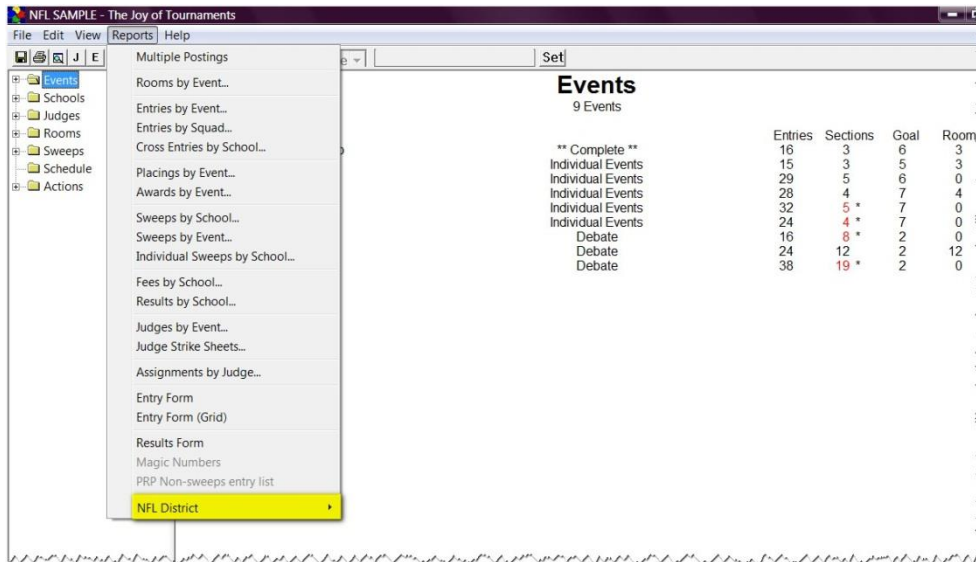 NFL SAMPLE - The Joy of Tournaments
File Edit View Reports Help
J E Set
Events
Schools
Judges
Rooms
Sweeps
Schedule
Actions
Multiple Postings
Rooms by Event...
Entries by Event...
Entries by Squad...
Cross Entries by School...
Placings by Event...
Awards by Event...
Sweeps by School...
Sweeps by Event...
Individual Sweeps by School...
Fees by School...
Results by School...
Judges by Event...
Judge Strike Sheets...
Assignments by Judge...
Entry Form
Entry Form (Grid)
Results Form
Magic Numbers
PRP Non-sweeps entry list
NFL District
Events
9 Events
Entries Sections Goal Room
** Complete ** 16 3 6 3
Individual Events 15 3 5 3
Individual Events 29 5 6 0
Individual Events 28 4 7 4
Individual Events 32 5 * 7 0
Individual Events 24 4 * 7 0
Debate 16 8 * 2 0
Debate 24 12 2 12
Debate 38 19 * 2 0